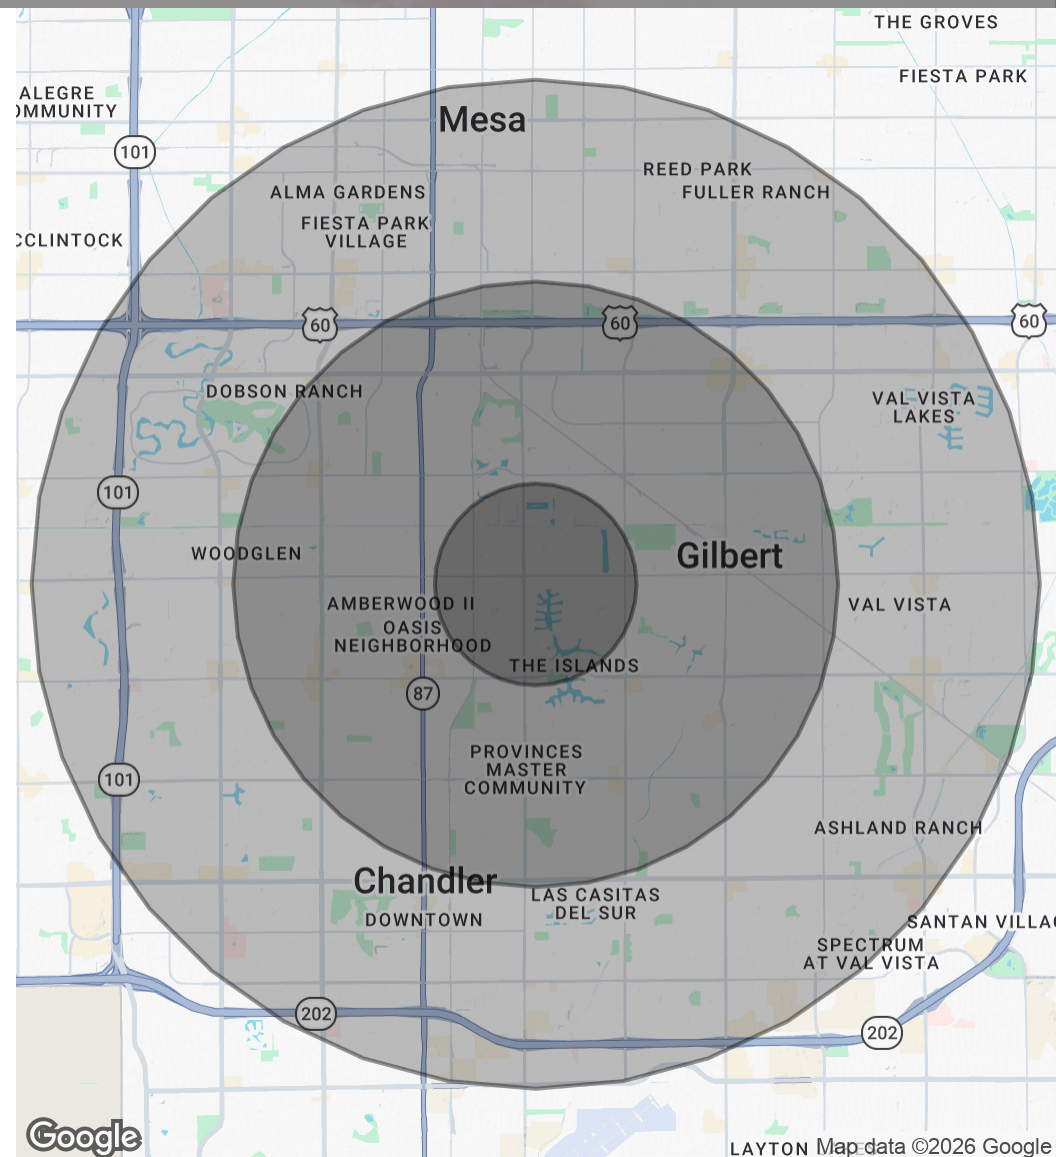 THE GROVES
FIESTA PARK
ALEGRE
OMMUNITY
Mesa
101
REED PARK
FULLER RANCH
ALMA GARDENS
FIESTA PARK
VILLAGE
CCLINTOCK
60
60
60
DOBSON RANCH
VAL VISTA
LAKES
101
WOODGLEN
Gilbert
AMBERWOOD II
VAL VISTA
OASIS
NEIGHBORHOOD
THE ISLANDS
87
PROVINCES
MASTER
COMMUNITY
101
ASHLAND RANCH
Chandler
LAS CASITAS
DEL SUR
DOWNTOWN
SANTAN VILLAG
SPECTRUM
AT VAL VISTA
202
202
Google
LAYTON
Map data ©2026 Google